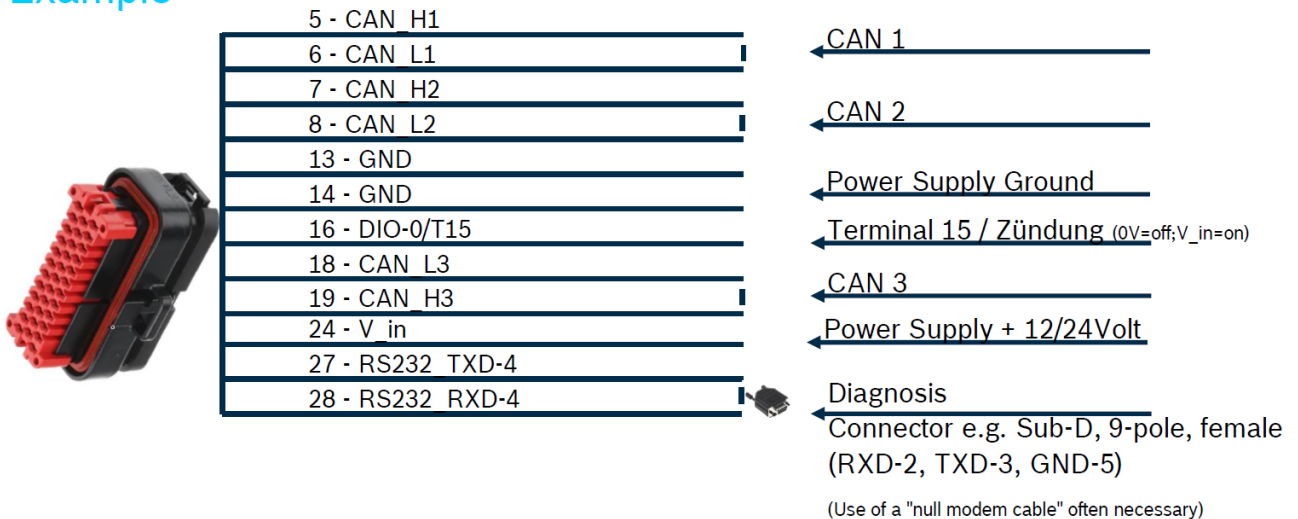 Example
5 - CAN_H1
6 - CAN_L1
CAN 1
7 - CAN_H2
8 - CAN_L2
CAN 2
13 - GND
14 - GND
Power Supply Ground
16 - DIO-0/T15
Terminal 15 / Zündung (0V=off;V_in=on)
18 - CAN_L3
19 - CAN_H3
CAN 3
24 - V_in
Power Supply + 12/24Volt
27 - RS232_TXD-4
28 - RS232_RXD-4
Diagnosis
Connector e.g. Sub-D, 9-pole, female
(RXD-2, TXD-3, GND-5)
(Use of a "null modem cable" often necessary)